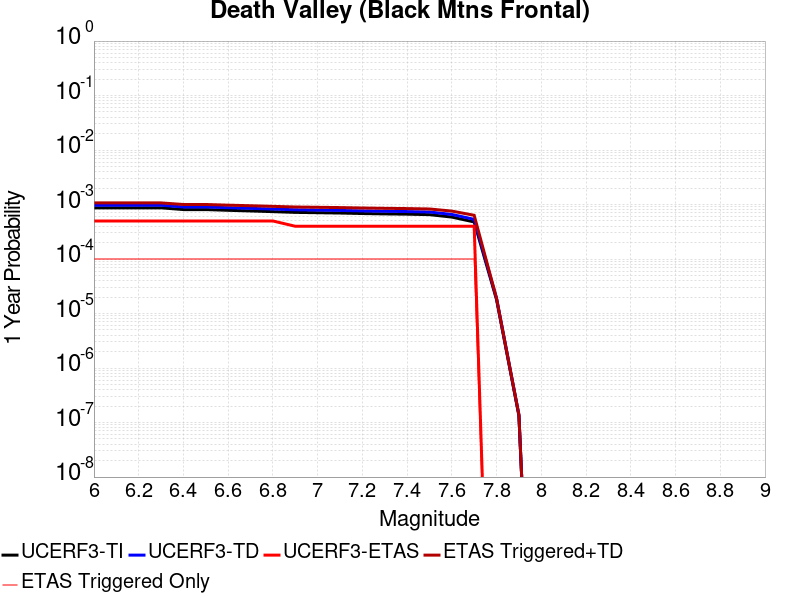 Death Valley (Black Mtns Frontal)
10^0
10^-1
10^-2
10^-3
10^-4
10^-5
10^-6
10^-7
10^-8
1 Year Probability
6 6.2 6.4 6.6 6.8 7 7.2 7.4 7.6 7.8 8 8.2 8.4 8.6 8.8 9
Magnitude
UCERF3-TI UCERF3-TD UCERF3-ETAS ETAS Triggered+TD
ETAS Triggered Only